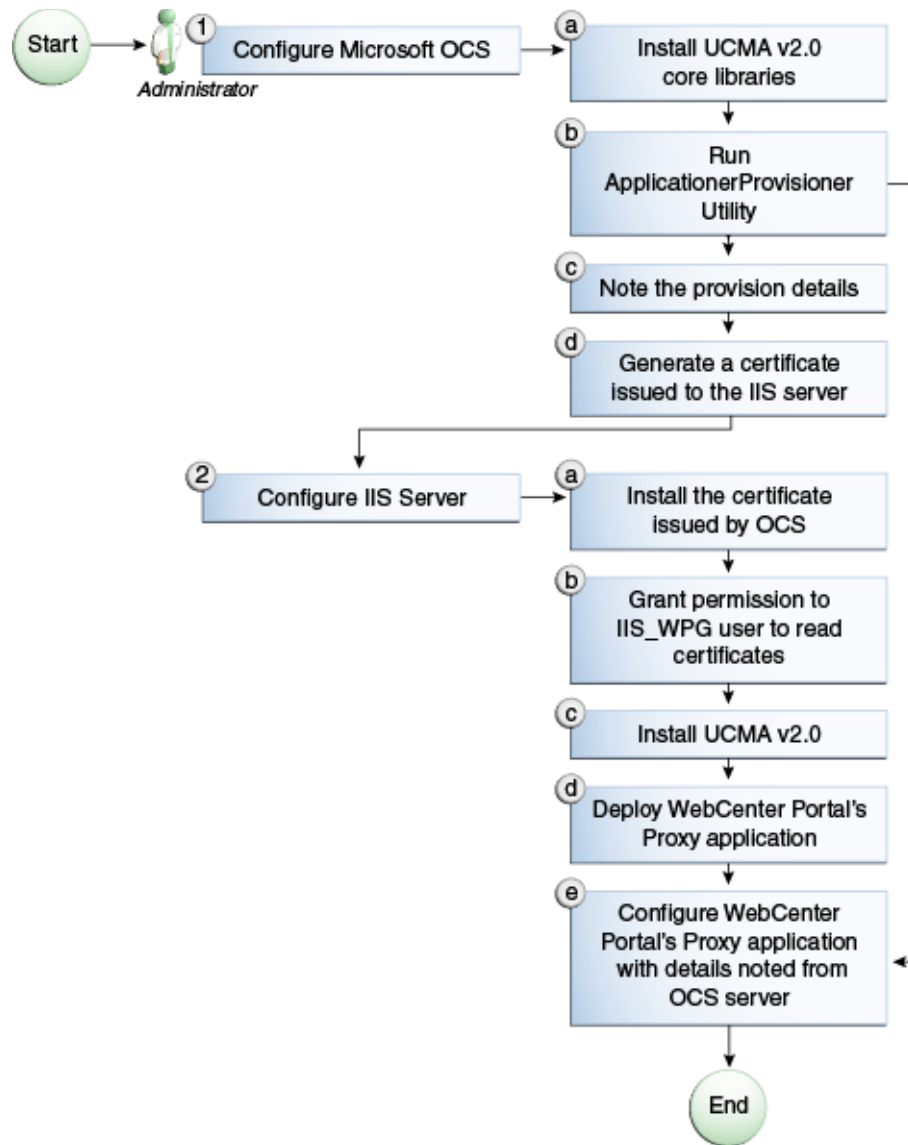 Start
Administrator
1
Configure Microsoft OCS
a
Install UCMA v2.0
core libraries
b
Run
ApplicationerProvisioner
Utility
c
Note the provision details
d
Generate a certificate
issued to the IIS server
2
Configure IIS Server
a
Install the certificate
issued by OCS
b
Grant permission to
IIS_WPG user to read
certificates
c
Install UCMA v2.0
d
Deploy WebCenter Portal's
Proxy application
e
Configure WebCenter
Portal's Proxy application
with details noted from
OCS server
End